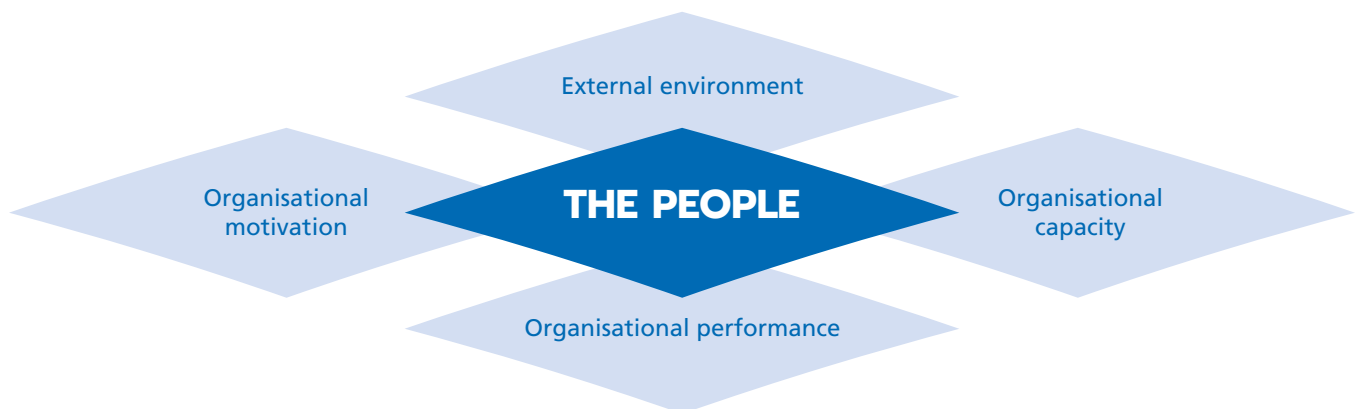 External environment
Organisational
motivation
THE PEOPLE
Organisational
capacity
Organisational performance